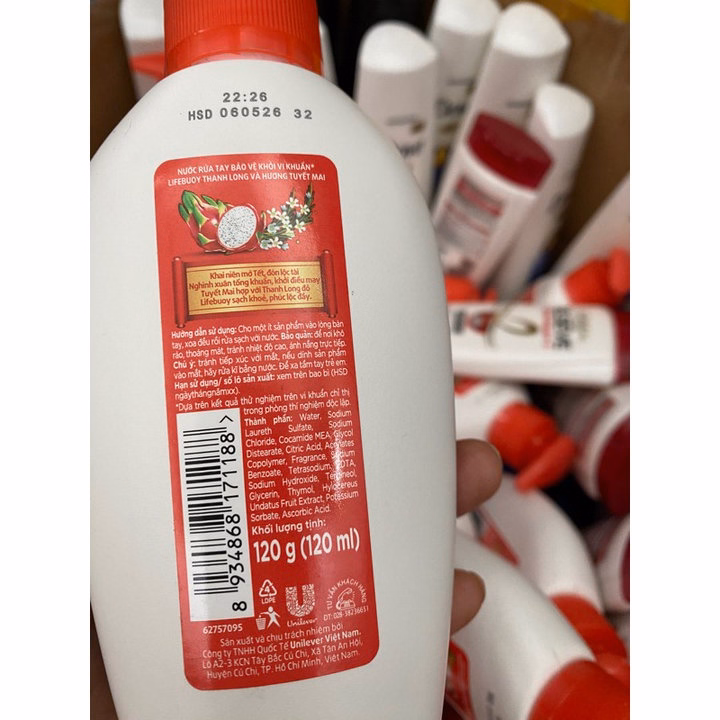 22:26
HSD 060526 32
NƯỚC RỬA TAY BẢO VỆ KHỎI VI KHUẨN*
LIFEBUOY THANH LONG VÀ HƯƠNG TUYẾT MAI
Khai niên mở Tết, đón lộc tài
Nghinh xuân tống khuẩn, khởi điều may
Tuyết Mai hợp với Thanh Long đỏ
Lifebuoy sạch khoẻ, phúc lộc đầy.
Hướng dẫn sử dụng: Cho một ít sản phẩm vào lòng bàn
tay, xoa đều rồi rửa sạch với nước. Bảo quản: để nơi khô
ráo, thoáng mát, tránh nhiệt độ cao, ánh nắng trực tiếp.
Chú ý: tránh tiếp xúc với mắt, nếu dính sản phẩm
vào mắt, hãy rửa kĩ bằng nước. Để xa tầm tay trẻ em.
Hạn sử dụng/ số lô sản xuất: xem trên bao bì (HSD
ngàythángnămxx).
*Dựa trên kết quả thử nghiệm trên vi khuẩn chỉ thị
trong phòng thí nghiệm độc lập.
Thành phần: Water, Sodium
Laureth Sulfate, Sodium
Chloride, Cocamide MEA, Glycol
Distearate, Citric Acid, Acrylates
Copolymer, Fragrance, Sodium
Benzoate, Tetrasodium EDTA,
Sodium Hydroxide, Terpineol,
Glycerin, Thymol, Hylocereus
Undatus Fruit Extract, Potassium
Sorbate, Ascorbic Acid.
Khối lượng tịnh:
120 g (120 ml)
8 934868 171188 >
4
LDPE
Unilever
TƯ VẤN KHÁCH HÀNG
ĐT: 028-38236651
62757095
Sản xuất và chịu trách nhiệm bởi
Công ty TNHH Quốc Tế Unilever Việt Nam.
Lô A2-3 KCN Tây Bắc Củ Chi, Xã Tân An Hội,
Huyện Củ Chi, TP. Hồ Chí Minh, Việt Nam.